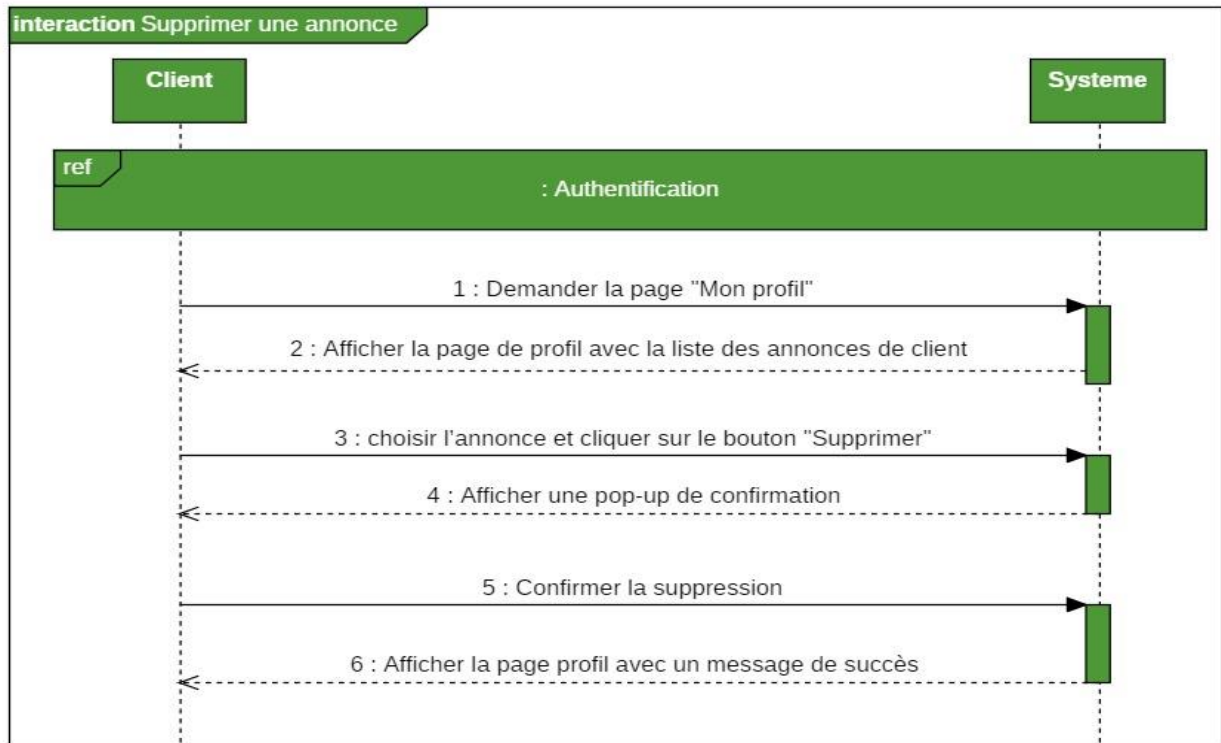 interaction Supprimer une annonce
Client
Systeme
ref
: Authentification
1 : Demander la page "Mon profil"
2 : Afficher la page de profil avec la liste des annonces de client
3 : choisir l'annonce et cliquer sur le bouton "Supprimer"
4 : Afficher une pop-up de confirmation
5 : Confirmer la suppression
6 : Afficher la page profil avec un message de succès